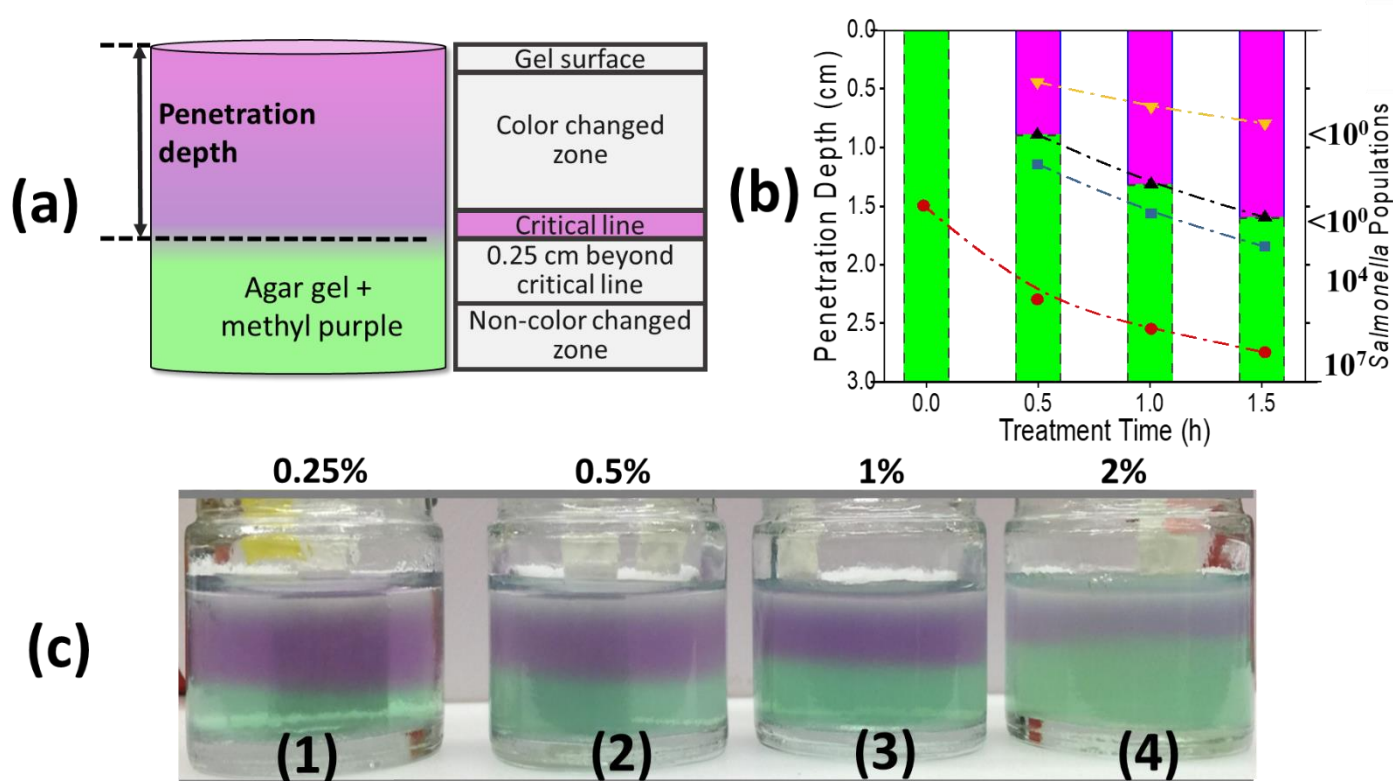 (a)
Penetration
depth
Agar gel +
methyl purple
Gel surface
Color changed
zone
Critical line
0.25 cm beyond
critical line
Non-color changed
zone
(b)
Penetration Depth (cm)
0.0
0.5
1.0
1.5
2.0
2.5
3.0
0.0 0.5 1.0 1.5
Treatment Time (h)
<10⁰
<10⁰
10⁴
10⁷
Salmonella Populations
(c)
0.25% 0.5% 1% 2%
(1) (2) (3) (4)